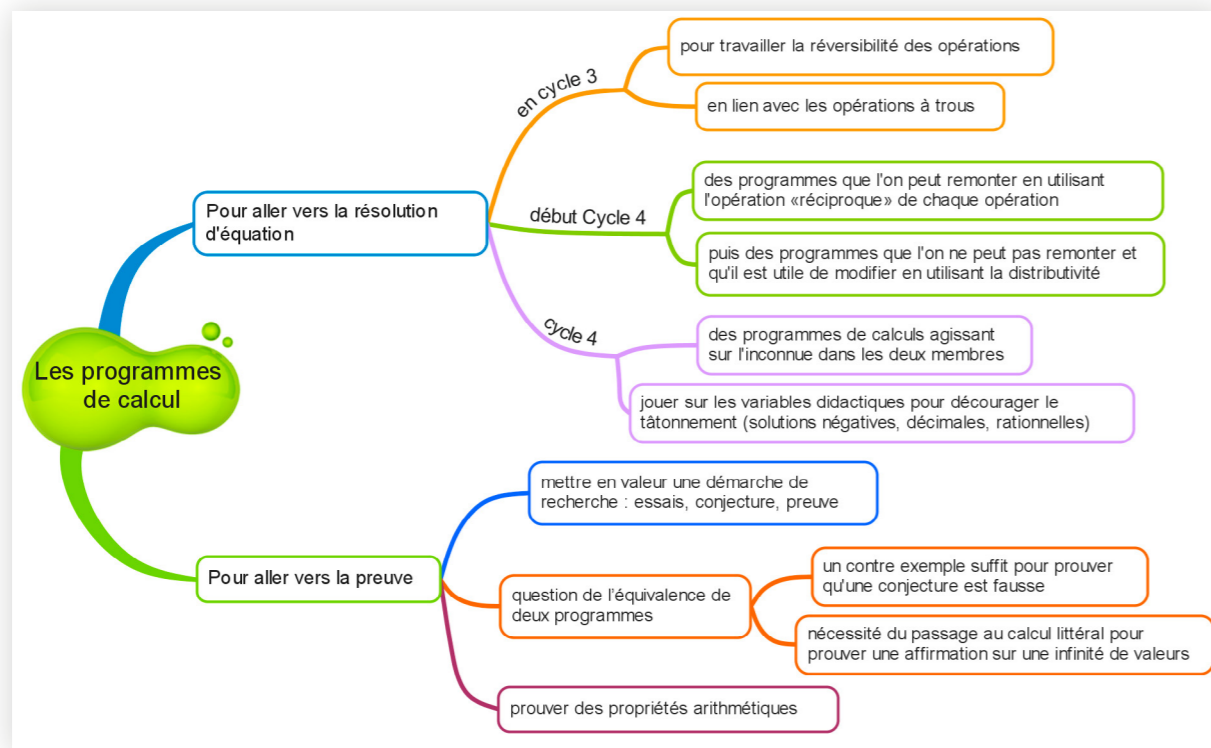 Les programmes
de calcul
Pour aller vers la résolution
d'équation
en cycle 3
pour travailler la réversibilité des opérations
en lien avec les opérations à trous
début Cycle 4
des programmes que l'on peut remonter en utilisant
l'opération «réciproque» de chaque opération
puis des programmes que l'on ne peut pas remonter et
qu'il est utile de modifier en utilisant la distributivité
cycle 4
des programmes de calculs agissant
sur l'inconnue dans les deux membres
jouer sur les variables didactiques pour décourager le
tâtonnement (solutions négatives, décimales, rationnelles)
Pour aller vers la preuve
mettre en valeur une démarche de
recherche : essais, conjecture, preuve
question de l'équivalence de
deux programmes
un contre exemple suffit pour prouver
qu'une conjecture est fausse
nécessité du passage au calcul littéral pour
prouver une affirmation sur une infinité de valeurs
prouver des propriétés arithmétiques